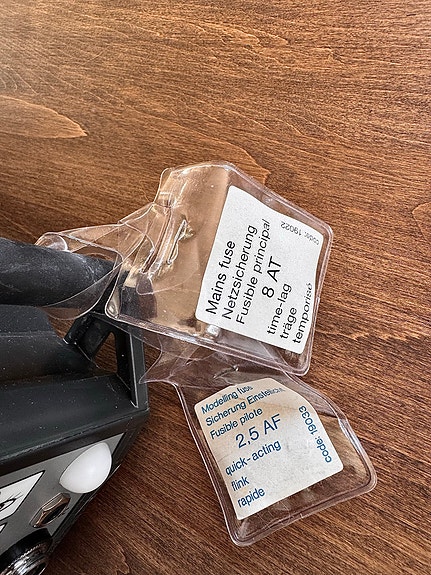 Mains fuse
Netzsicherung
Fusible principal
8 AT
time-lag
träge
temporisé
code: 19022
Modelling fuse
Sicherung Einstellicht
Fusible pilote
2,5 AF
quick-acting
flink
rapide
code: 19033